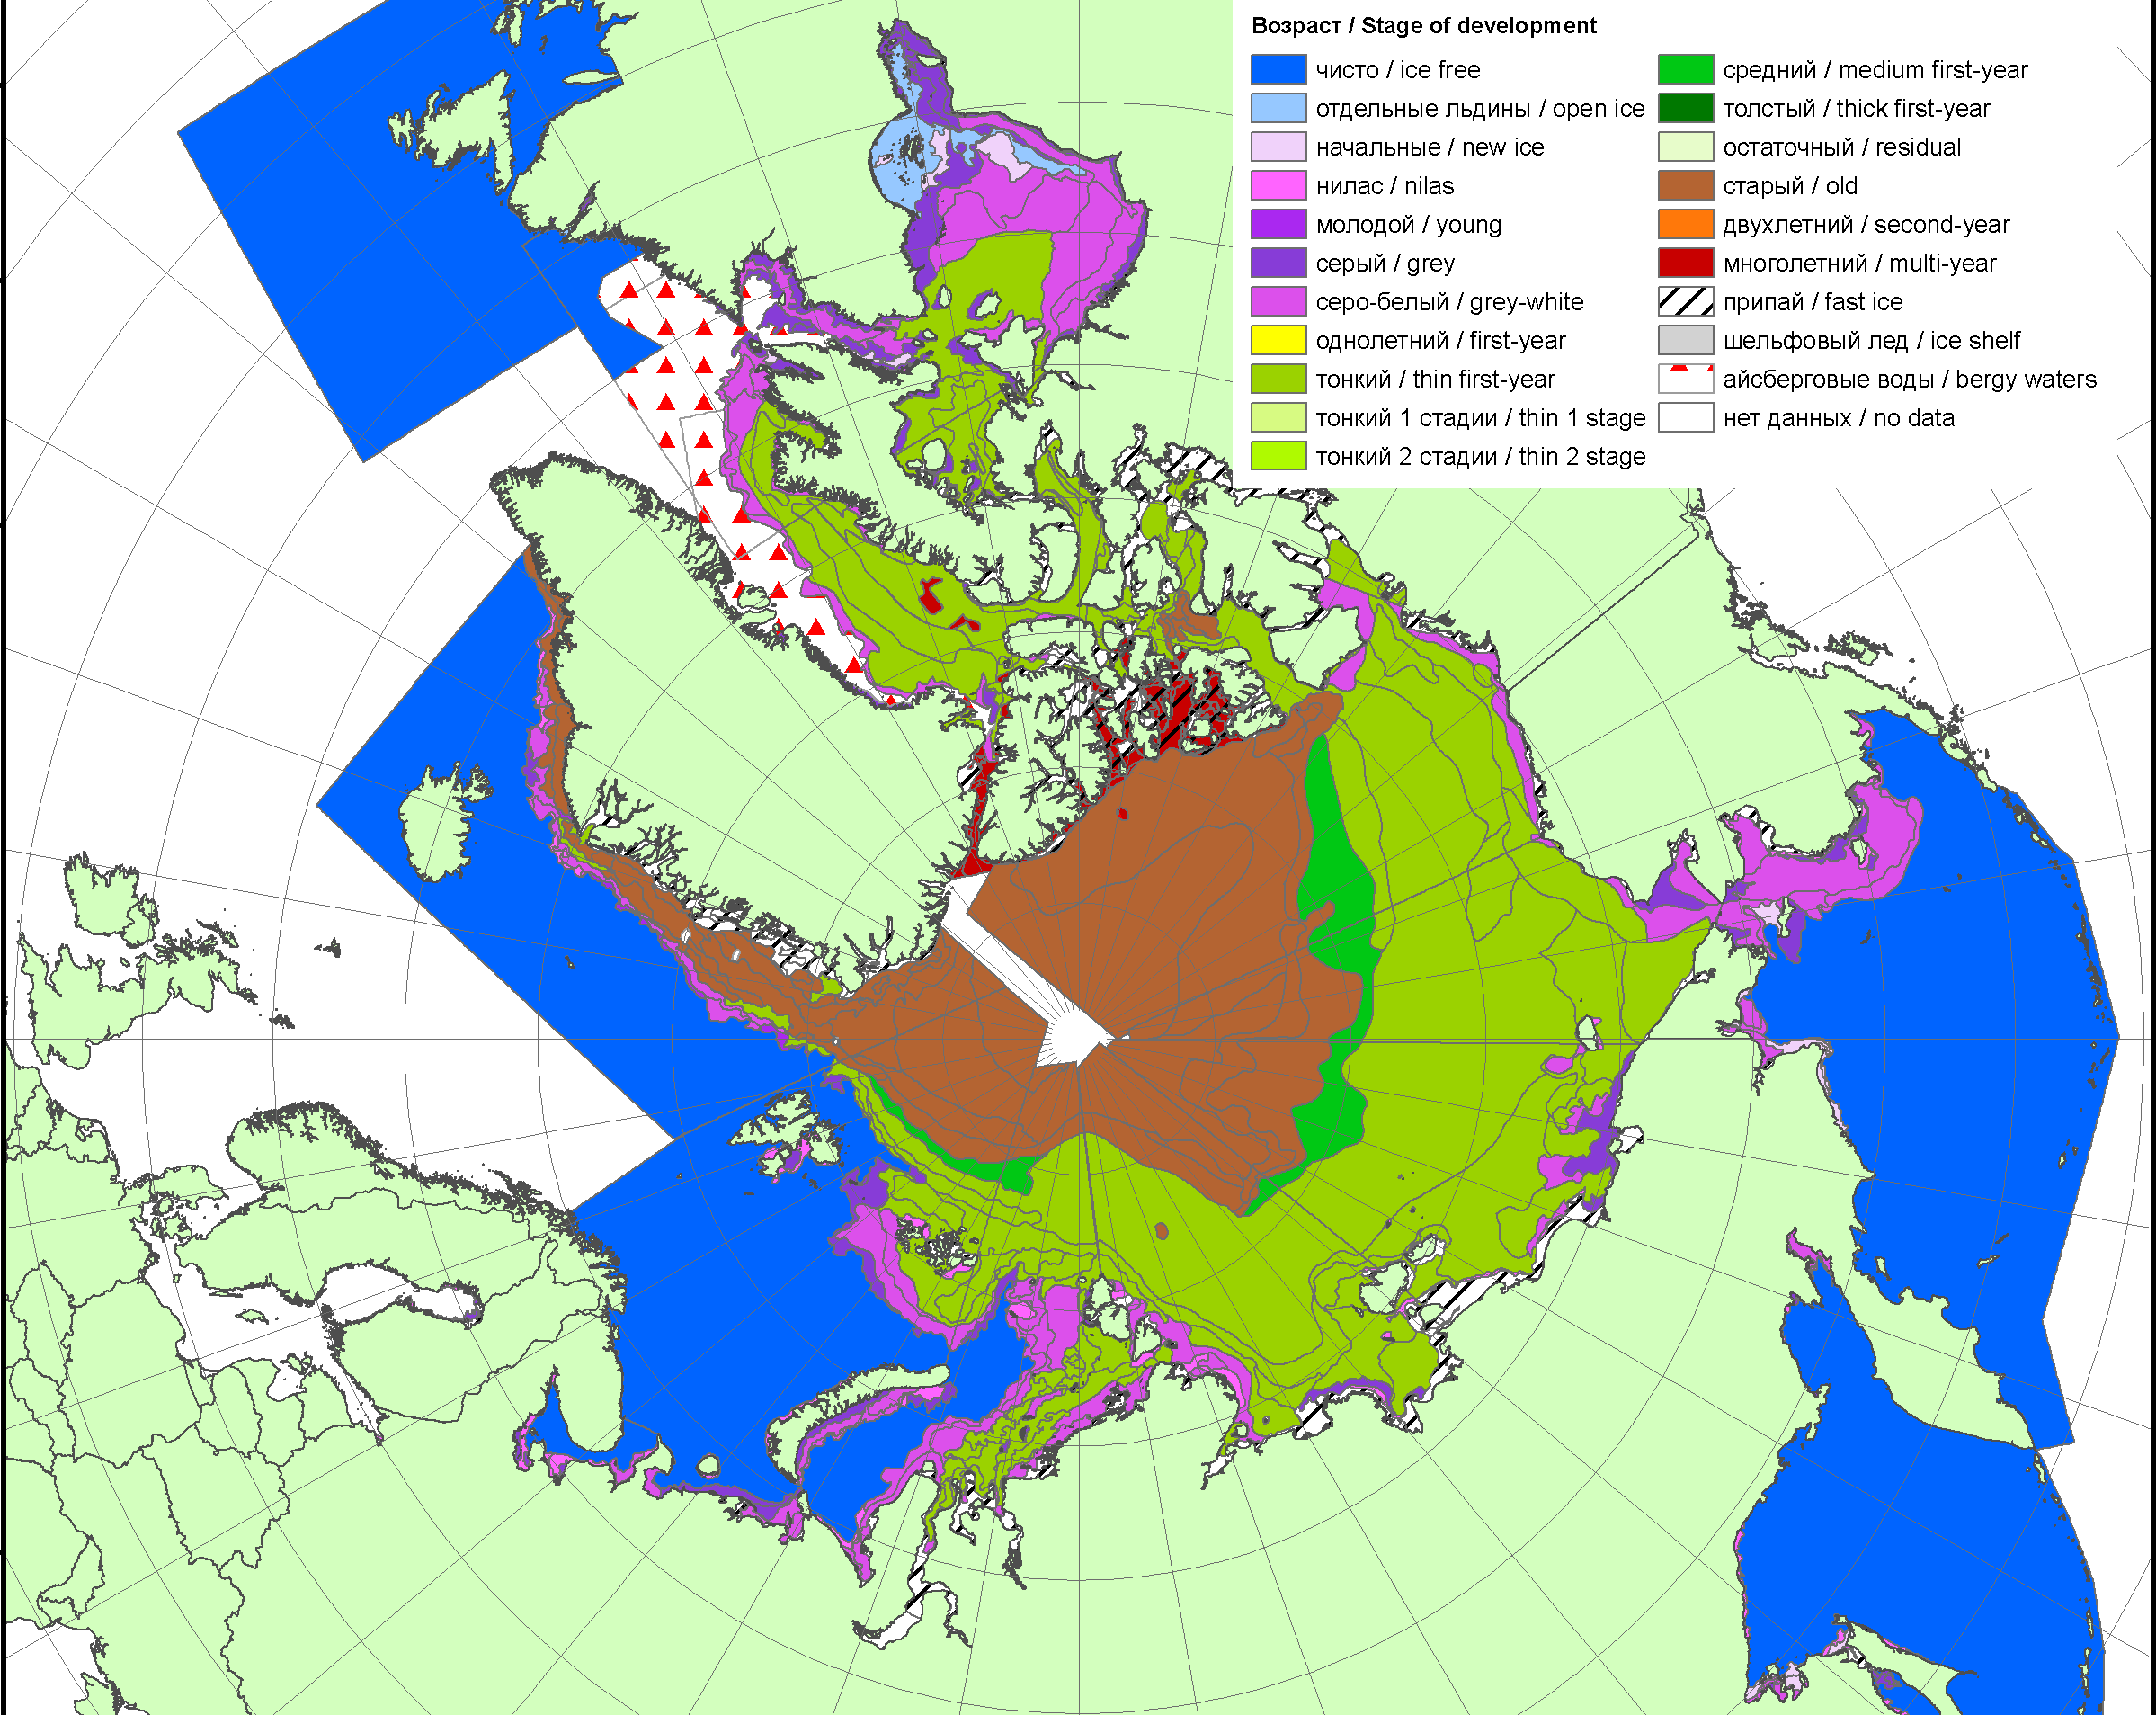 Возраст / Stage of development
чисто / ice free
отдельные льдины / open ice
начальные / new ice
нилас / nilas
молодой / young
серый / grey
серо-белый / grey-white
однолетний / first-year
тонкий / thin first-year
тонкий 1 стадии / thin 1 stage
тонкий 2 стадии / thin 2 stage
средний / medium first-year
толстый / thick first-year
остаточный / residual
старый / old
двухлетний / second-year
многолетний / multi-year
припай / fast ice
шельфовый лед / ice shelf
айсберговые воды / bergy waters
нет данных / no data